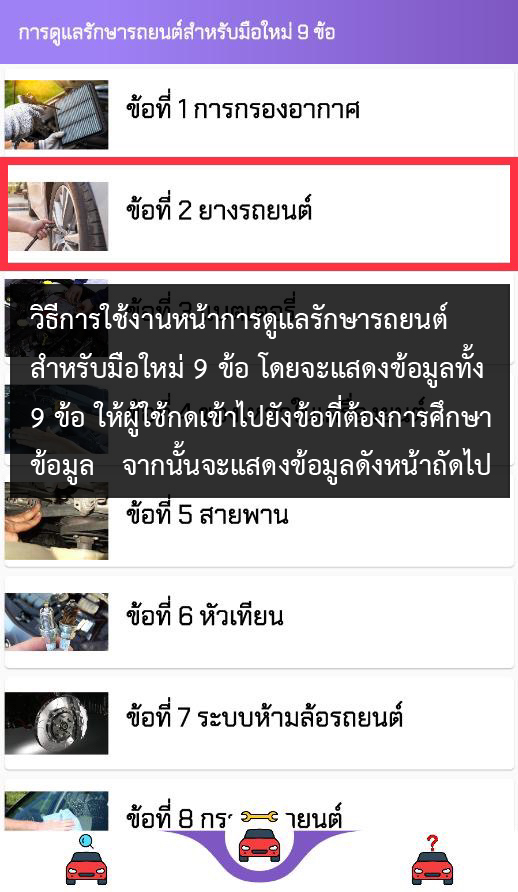 การดูแลรักษารถยนต์สำหรับมือใหม่ 9 ข้อ
ข้อที่ 1 การกรองอากาศ
ข้อที่ 2 ยางรถยนต์
วิธีการใช้งานหน้าการดูแลรักษารถยนต์
สำหรับมือใหม่ 9 ข้อ โดยจะแสดงข้อมูลทั้ง
9 ข้อ ให้ผู้ใช้กดเข้าไปยังข้อที่ต้องการศึกษา
ข้อมูล จากนั้นจะแสดงข้อมูลดังหน้าถัดไป
ข้อที่ 5 สายพาน
ข้อที่ 6 หัวเทียน
ข้อที่ 7 ระบบห้ามล้อรถยนต์
ข้อที่ 8
?